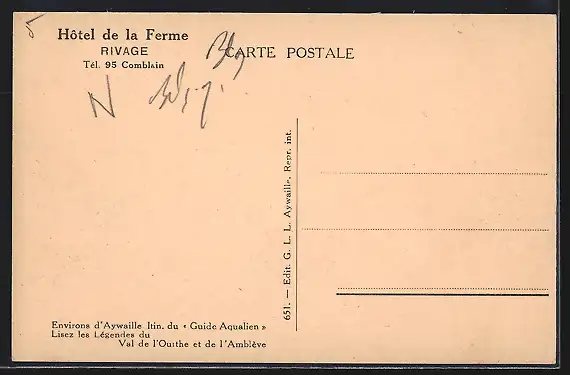 Hôtel de la Ferme
RIVAGE
Tél. 95 Comblain
CARTE POSTALE
N
651. — Edit. G. L. L. Aywaille. Repr. int.
Environs d'Aywaille Itin. du « Guide Aqualien »
Lisez les Légendes du
Val de l'Ourthe et de l'Amblève